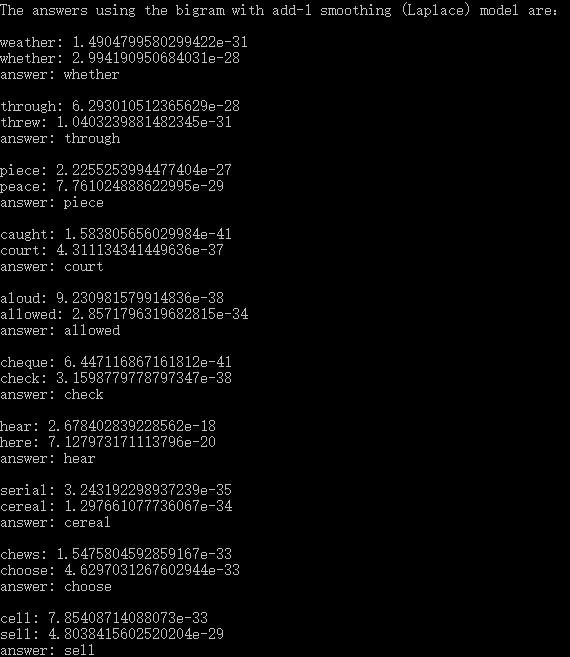 The answers using the bigram with add-1 smoothing (Laplace) model are:
weather: 1.4904799580299422e-31
whether: 2.994190950684031e-28
answer: whether
through: 6.293010512365629e-28
threw: 1.0403239881482345e-31
answer: through
piece: 2.2255253994477404e-27
peace: 7.761024888622995e-29
answer: piece
caught: 1.583805656029984e-41
court: 4.311134341449636e-37
answer: court
aloud: 9.230981579914836e-38
allowed: 2.8571796319682815e-34
answer: allowed
cheque: 6.447116867161812e-41
check: 3.1598779778797347e-38
answer: check
hear: 2.678402839228562e-18
here: 7.127973171113796e-20
answer: hear
serial: 3.243192298937239e-35
cereal: 1.297661077736067e-34
answer: cereal
chews: 1.5475804592859167e-33
choose: 4.6297031267602944e-33
answer: choose
cell: 7.85408714088073e-33
sell: 4.8038415602520204e-29
answer: sell